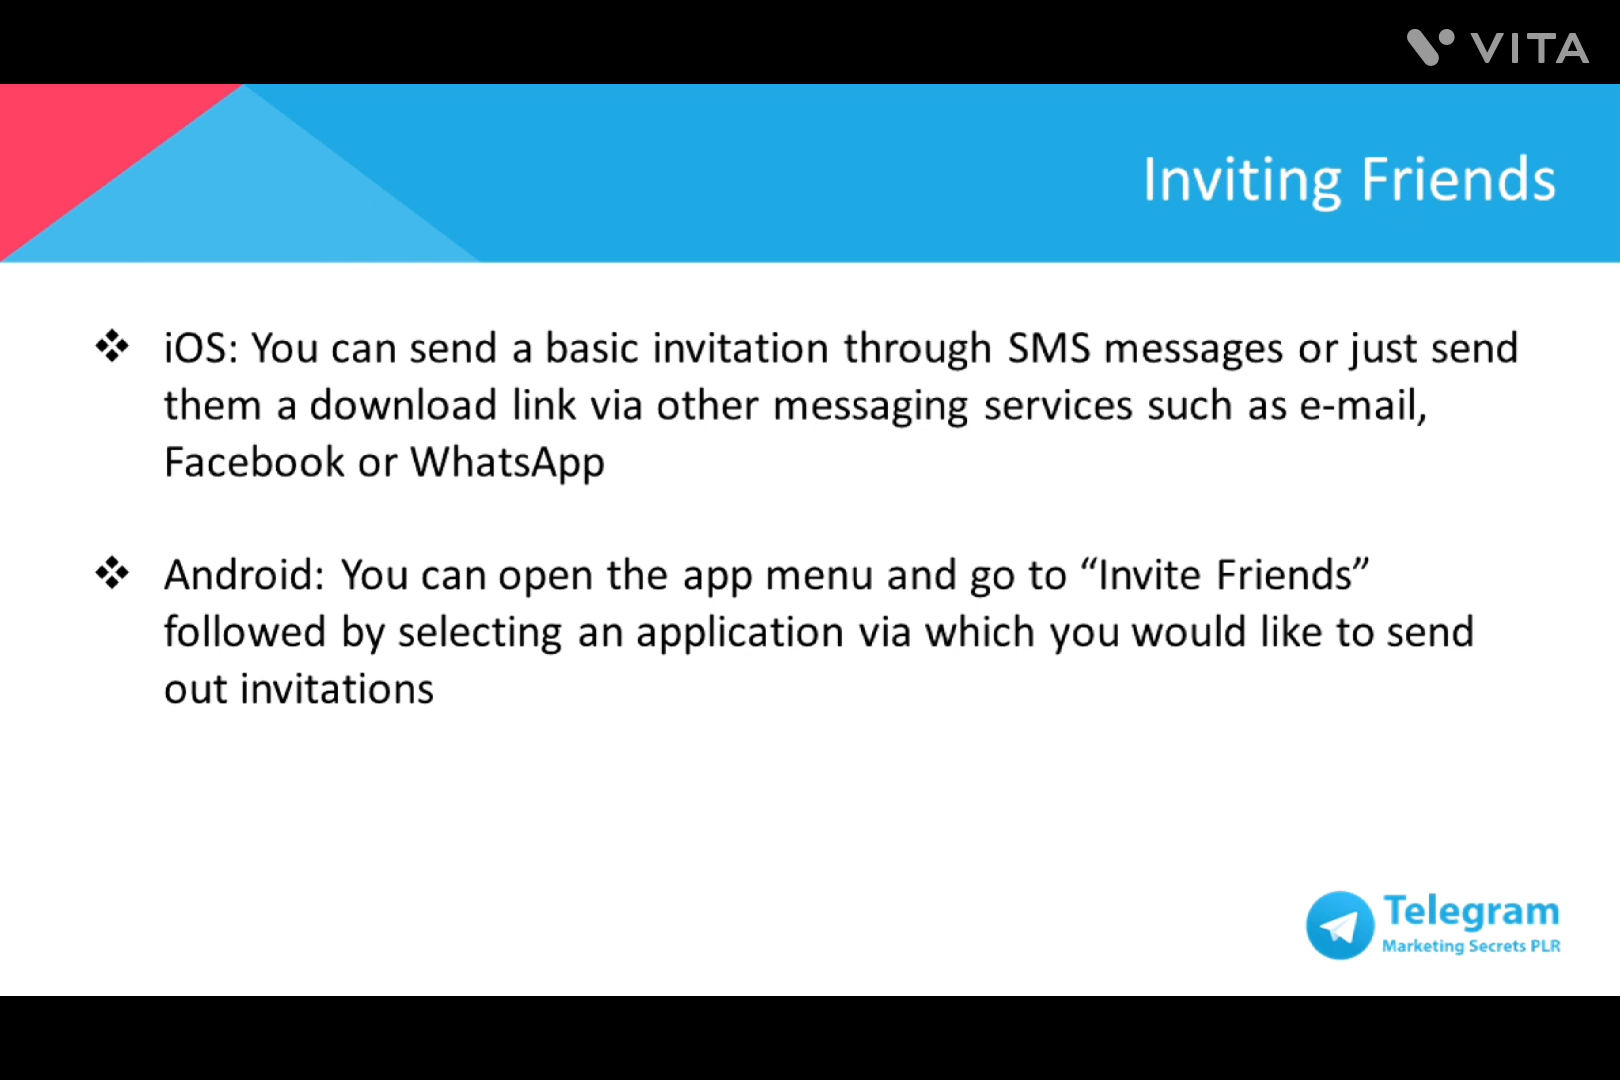 VITA
Inviting Friends
❖ iOS: You can send a basic invitation through SMS messages or just send
them a download link via other messaging services such as e-mail,
Facebook or WhatsApp
❖ Android: You can open the app menu and go to “Invite Friends”
followed by selecting an application via which you would like to send
out invitations
Telegram
Marketing Secrets PLR